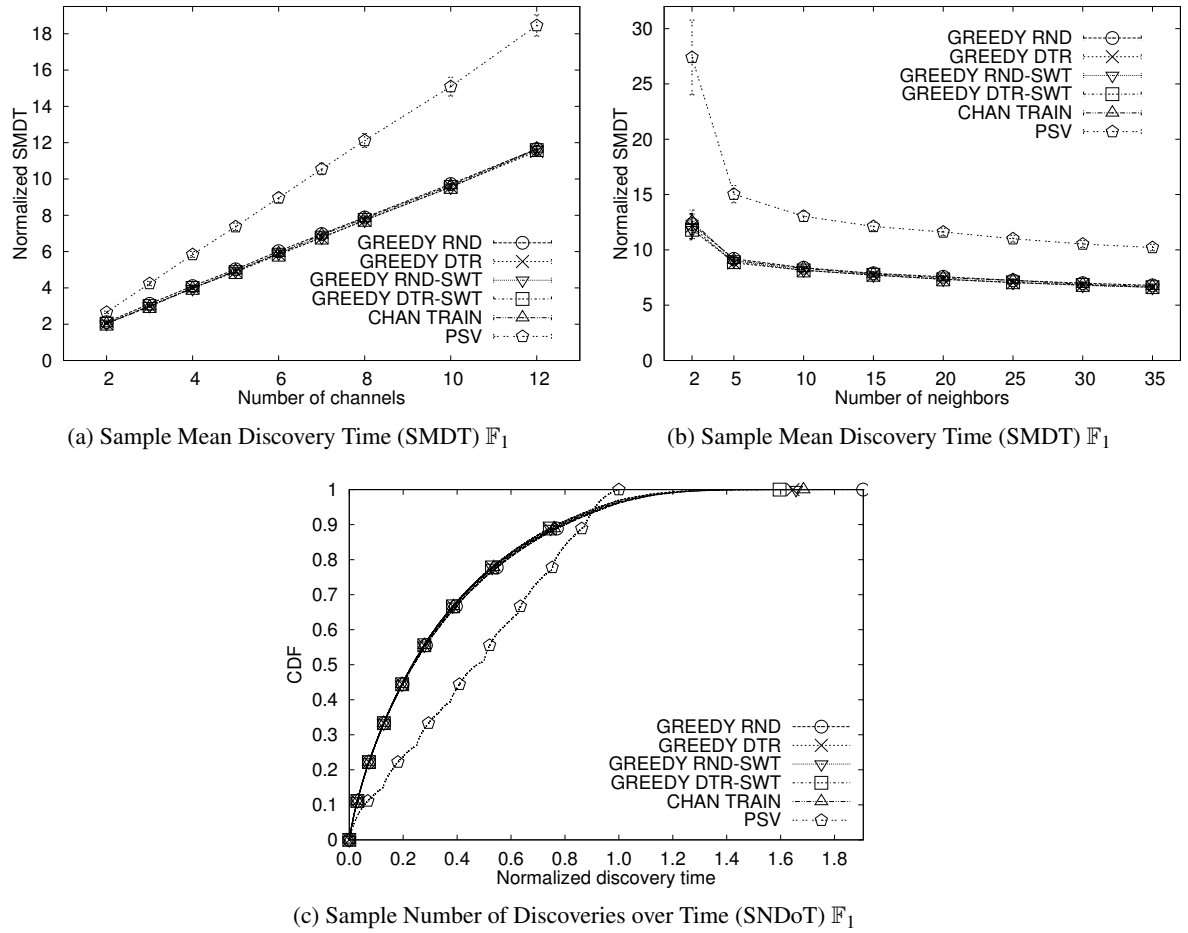 18
16
14
12
10
8
6
4
2
0
Normalized SMDT
GREEDY RND
GREEDY DTR
GREEDY RND-SWT
GREEDY DTR-SWT
CHAN TRAIN
PSV
2 4 6 8 10 12
Number of channels
(a) Sample Mean Discovery Time (SMDT) 𝔽₁
30
25
20
15
10
5
0
Normalized SMDT
GREEDY RND
GREEDY DTR
GREEDY RND-SWT
GREEDY DTR-SWT
CHAN TRAIN
PSV
2 5 10 15 20 25 30 35
Number of neighbors
(b) Sample Mean Discovery Time (SMDT) 𝔽₁
1
0.9
0.8
0.7
0.6
0.5
0.4
0.3
0.2
0.1
0
CDF
GREEDY RND
GREEDY DTR
GREEDY RND-SWT
GREEDY DTR-SWT
CHAN TRAIN
PSV
0.0 0.2 0.4 0.6 0.8 1.0 1.2 1.4 1.6 1.8
Normalized discovery time
(c) Sample Number of Discoveries over Time (SNDoT) 𝔽₁